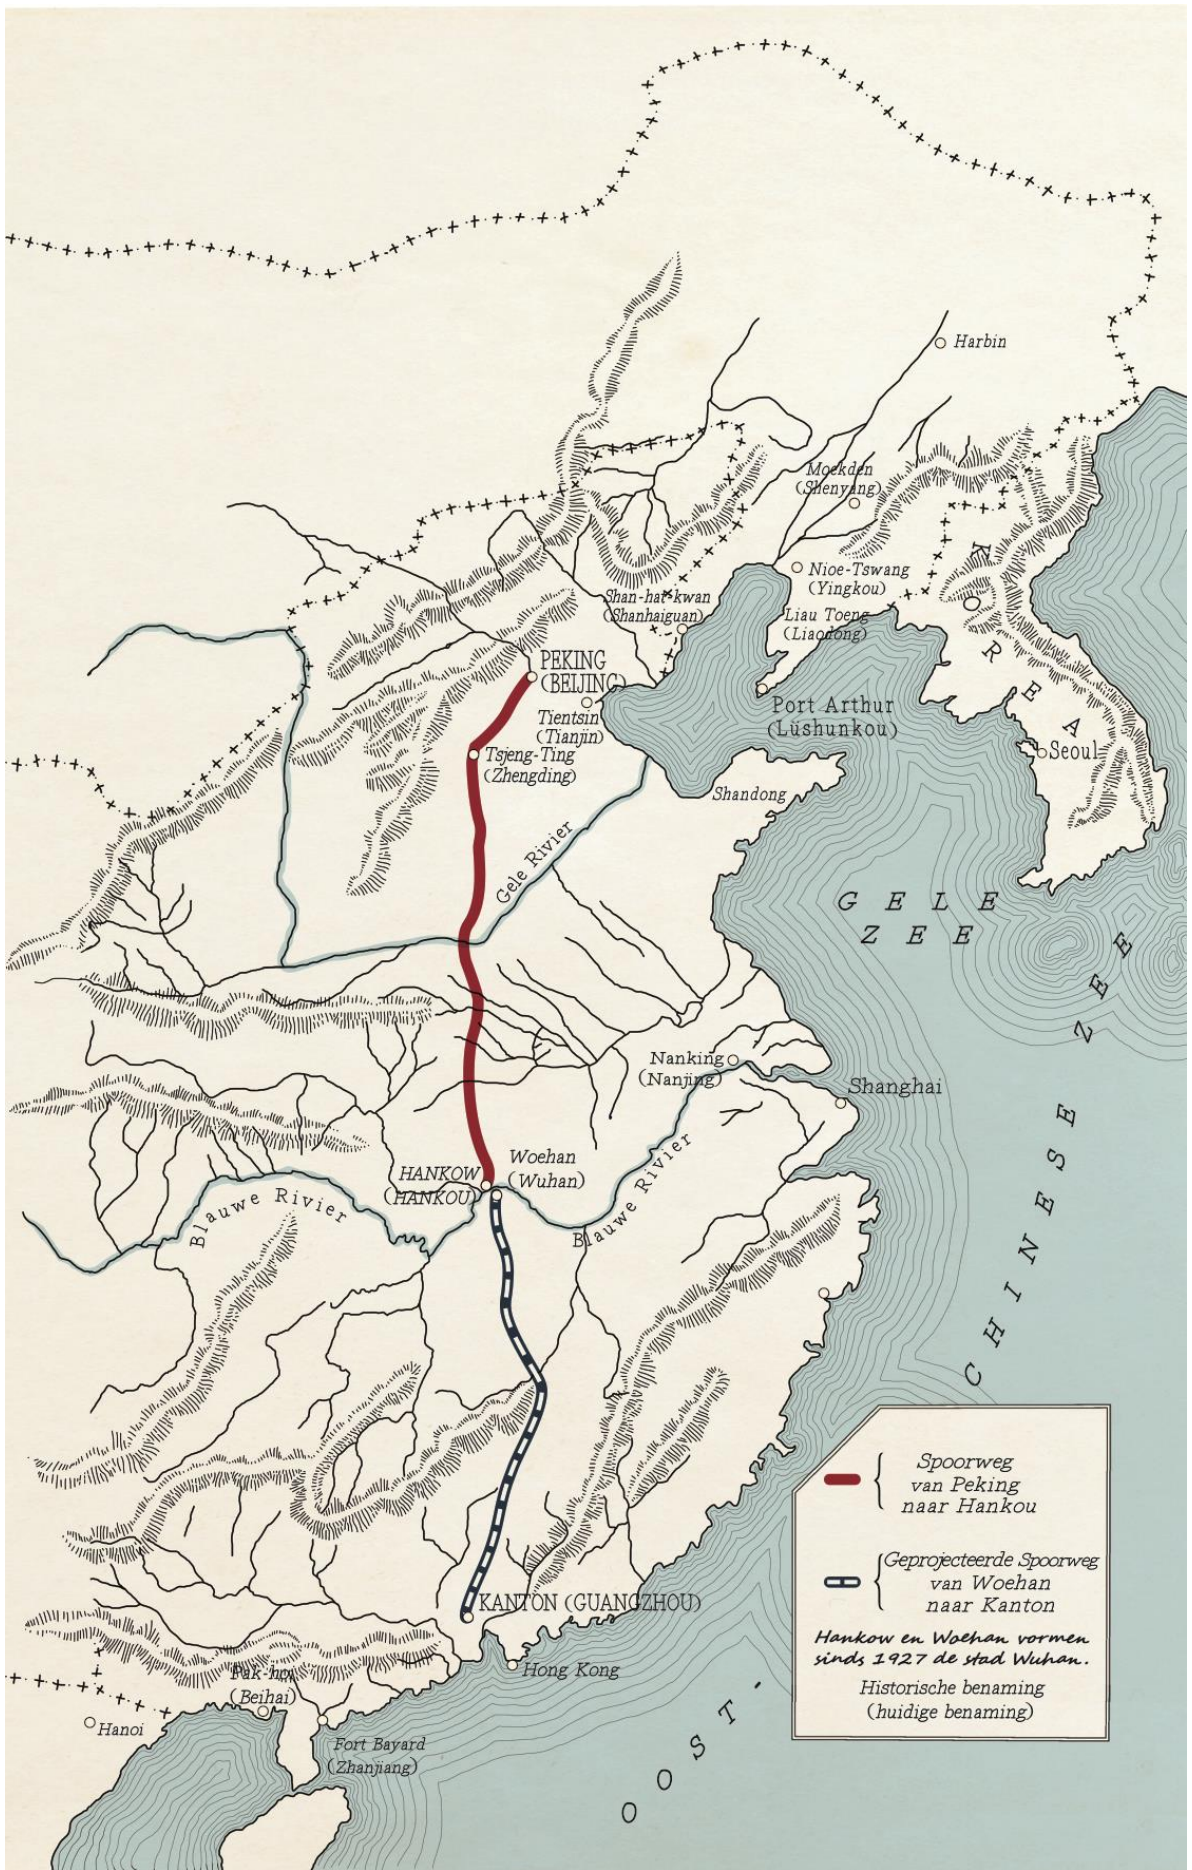 Harbin
Moekden
(Shenyang)
KOREA
Nioe-Tswang
(Yingkou)
Shan-hai-kwan
(Shanhaiguan)
Liau Toeng
(Liaodong)
PEKING
(BEIJING)
Tientsin
(Tianjin)
Port Arthur
(Lüshunkou)
Tsjeng-Ting
(Zhengding)
Seoul
Shandong
Gele Rivier
GELE
ZEE
Nanking
(Nanjing)
Shanghai
Woehan
(Wuhan)
HANKOW
(HANKOU)
Blauwe Rivier
Blauwe Rivier
OOST-CHINESE ZEE
Spoorweg
van Peking
naar Hankou
Geprojecteerde Spoorweg
van Woehan
naar Kanton
Hankow en Woehan vormen
sinds 1927 de stad Wuhan.
Historische benaming
(huidige benaming)
KANTON (GUANGZHOU)
Hong Kong
Pak-hoi
(Beihai)
Hanoi
Fort Bayard
(Zhanjiang)